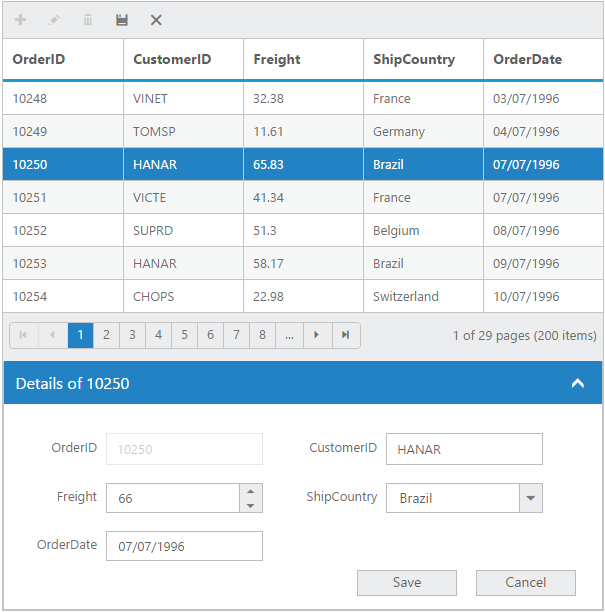 OrderID CustomerID Freight ShipCountry OrderDate
10248 VINET 32.38 France 03/07/1996
10249 TOMSP 11.61 Germany 04/07/1996
10250 HANAR 65.83 Brazil 07/07/1996
10251 VICTE 41.34 France 07/07/1996
10252 SUPRD 51.3 Belgium 08/07/1996
10253 HANAR 58.17 Brazil 09/07/1996
10254 CHOPS 22.98 Switzerland 10/07/1996
1 2 3 4 5 6 7 8 ... 1 of 29 pages (200 items)
Details of 10250
OrderID 10250 CustomerID HANAR
Freight 66 ShipCountry Brazil
OrderDate 07/07/1996
Save Cancel